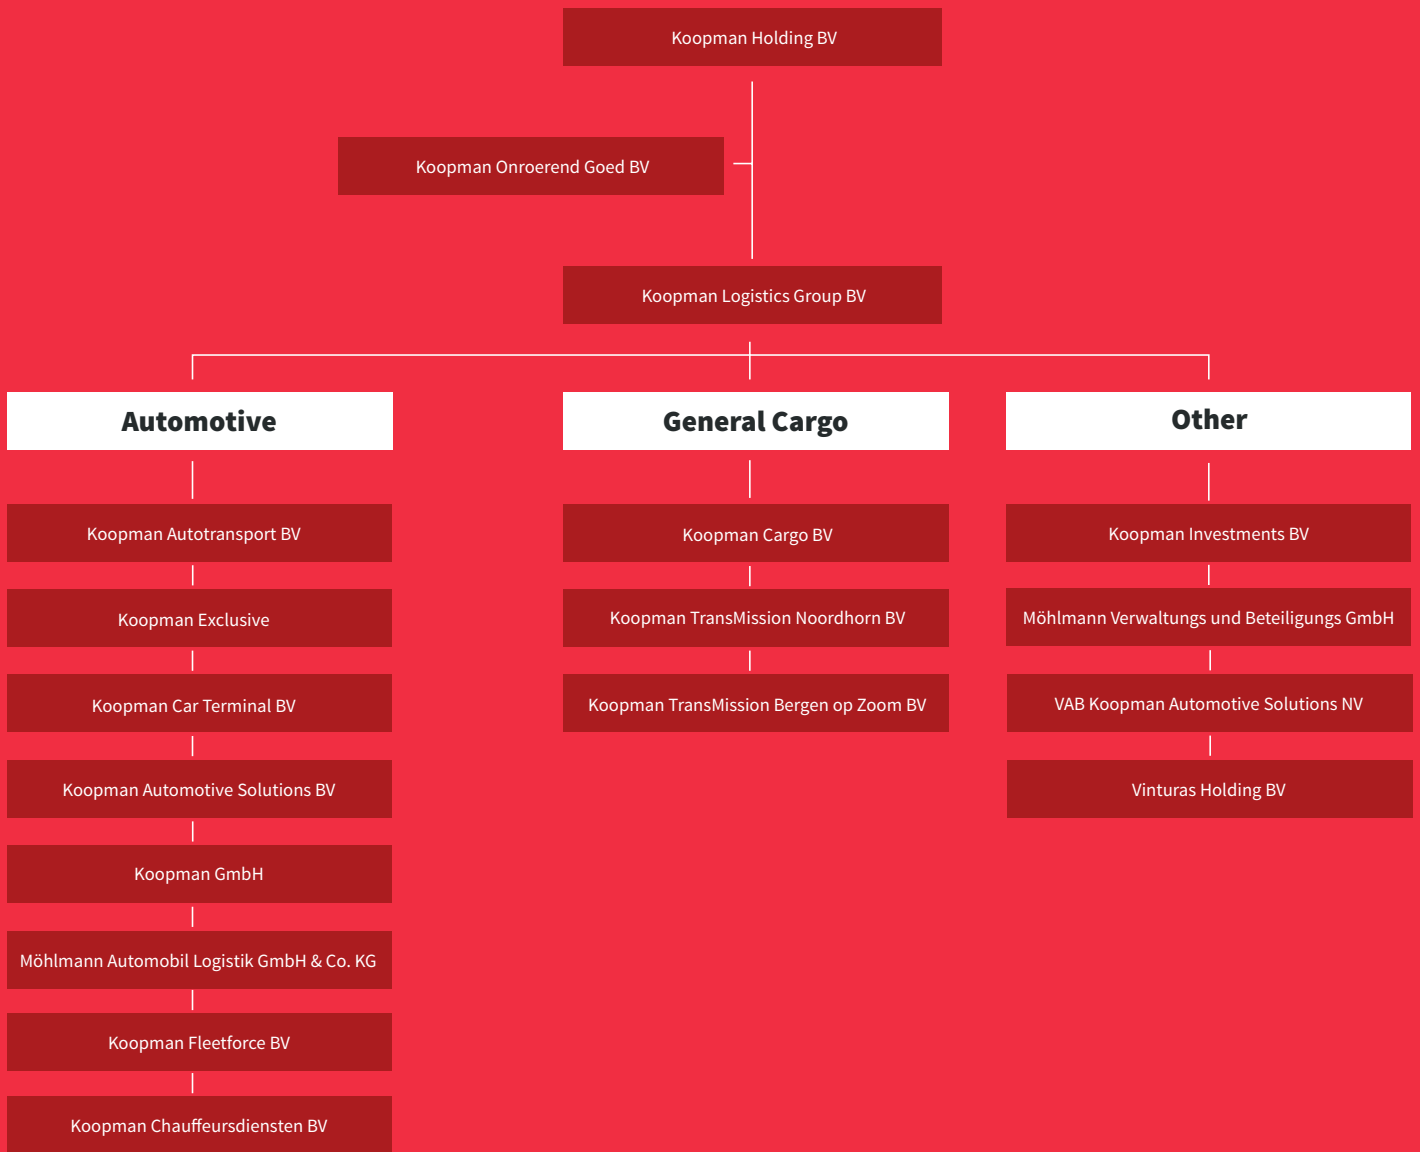 Koopman Holding BV
Koopman Onroerend Goed BV
Koopman Logistics Group BV
Automotive
Koopman Autotransport BV
Koopman Exclusive
Koopman Car Terminal BV
Koopman Automotive Solutions BV
Koopman GmbH
Möhlmann Automobil Logistik GmbH & Co. KG
Koopman Fleetforce BV
Koopman Chauffeursdiensten BV
General Cargo
Koopman Cargo BV
Koopman TransMission Noordhorn BV
Koopman TransMission Bergen op Zoom BV
Other
Koopman Investments BV
Möhlmann Verwaltungs und Beteiligungs GmbH
VAB Koopman Automotive Solutions NV
Vinturas Holding BV